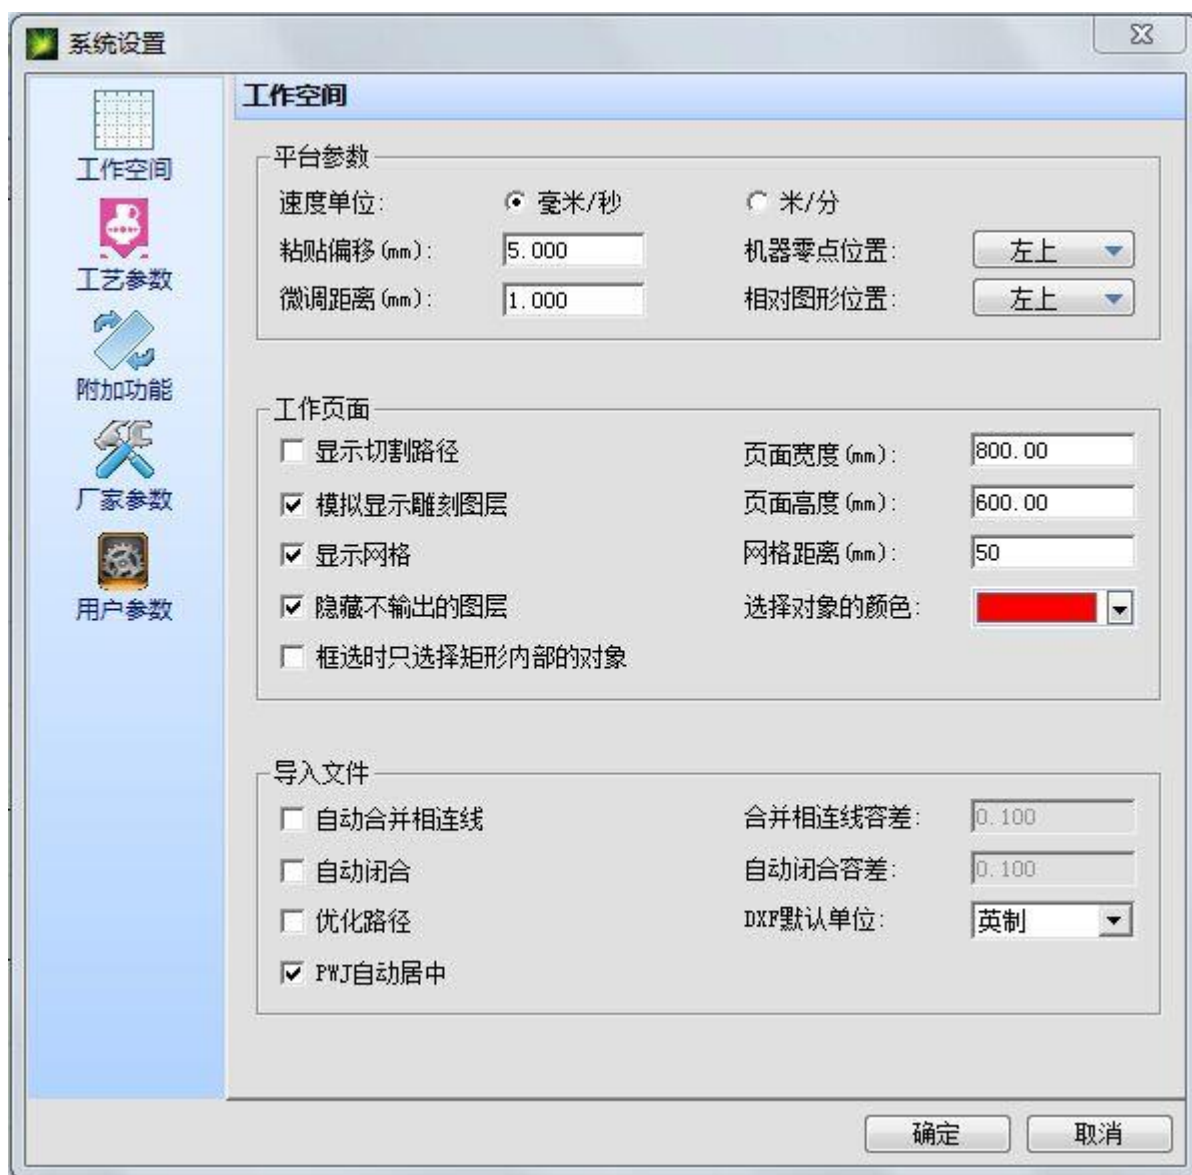 系统设置
工作空间
工艺参数
附加功能
厂家参数
用户参数
工作空间
平台参数
速度单位: 毫米/秒 米/分
粘贴偏移(mm): 5.000 机器零点位置: 左上
微调距离(mm): 1.000 相对图形位置: 左上
工作页面
显示切割路径 页面宽度(mm): 800.00
模拟显示雕刻图层 页面高度(mm): 600.00
显示网格 网格距离(mm): 50
隐藏不输出的图层 选择对象的颜色:
框选时只选择矩形内部的对象
导入文件
自动合并相连线 合并相连线容差: 0.100
自动闭合 自动闭合容差: 0.100
优化路径 DXF默认单位: 英制
PWJ自动居中
确定 取消